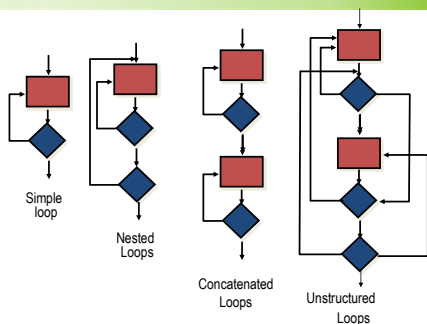 Simple
loop
Nested
Loops
Concatenated
Loops
Unstructured
Loops